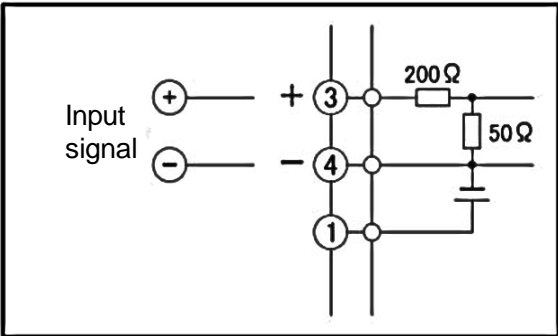 200Ω
+ + 3
Input
signal
50Ω
- - 4
1